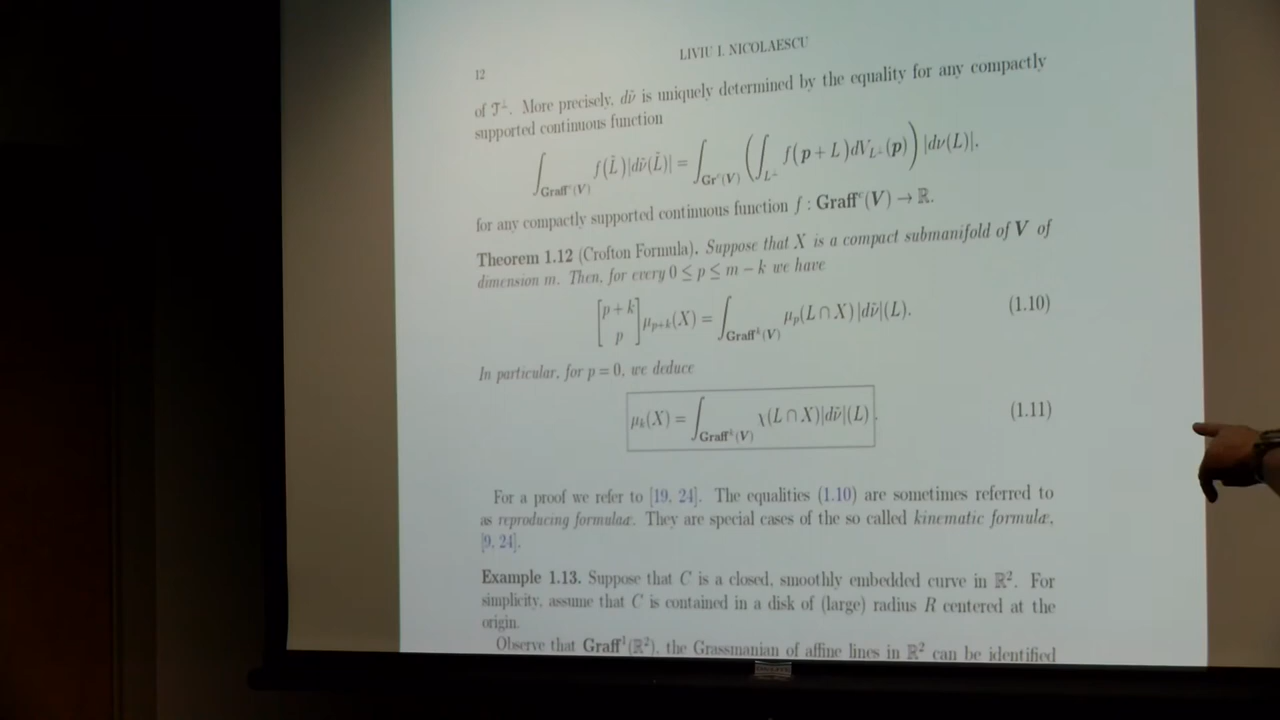 LIVIU I. NICOLAESCU
12
of 𝒯^⊥. More precisely, dν̃ is uniquely determined by the equality for any compactly
supported continuous function
∫_{Graff^c(V)} f(L̃)|dν̃(L̃)| = ∫_{Gr^c(V)} ( ∫_{L^⊥} f(p + L)dV_{L^⊥}(p) ) |dν(L)|.
for any compactly supported continuous function f : Graff^c(V) → ℝ.
Theorem 1.12 (Crofton Formula). Suppose that X is a compact submanifold of V of
dimension m. Then, for every 0 ≤ p ≤ m − k we have
[p + k p] μ_{p+k}(X) = ∫_{Graff^k(V)} μ_p(L ∩ X)|dν̃|(L). (1.10)
In particular, for p = 0, we deduce
μ_k(X) = ∫_{Graff^k(V)} χ(L ∩ X)|dν̃|(L). (1.11)
For a proof we refer to [19, 24]. The equalities (1.10) are sometimes referred to
as reproducing formulaæ. They are special cases of the so called kinematic formulæ,
[9, 24].
Example 1.13. Suppose that C is a closed, smoothly embedded curve in ℝ². For
simplicity, assume that C is contained in a disk of (large) radius R centered at the
origin.
Observe that Graff^1(ℝ²), the Grassmanian of affine lines in ℝ² can be identified